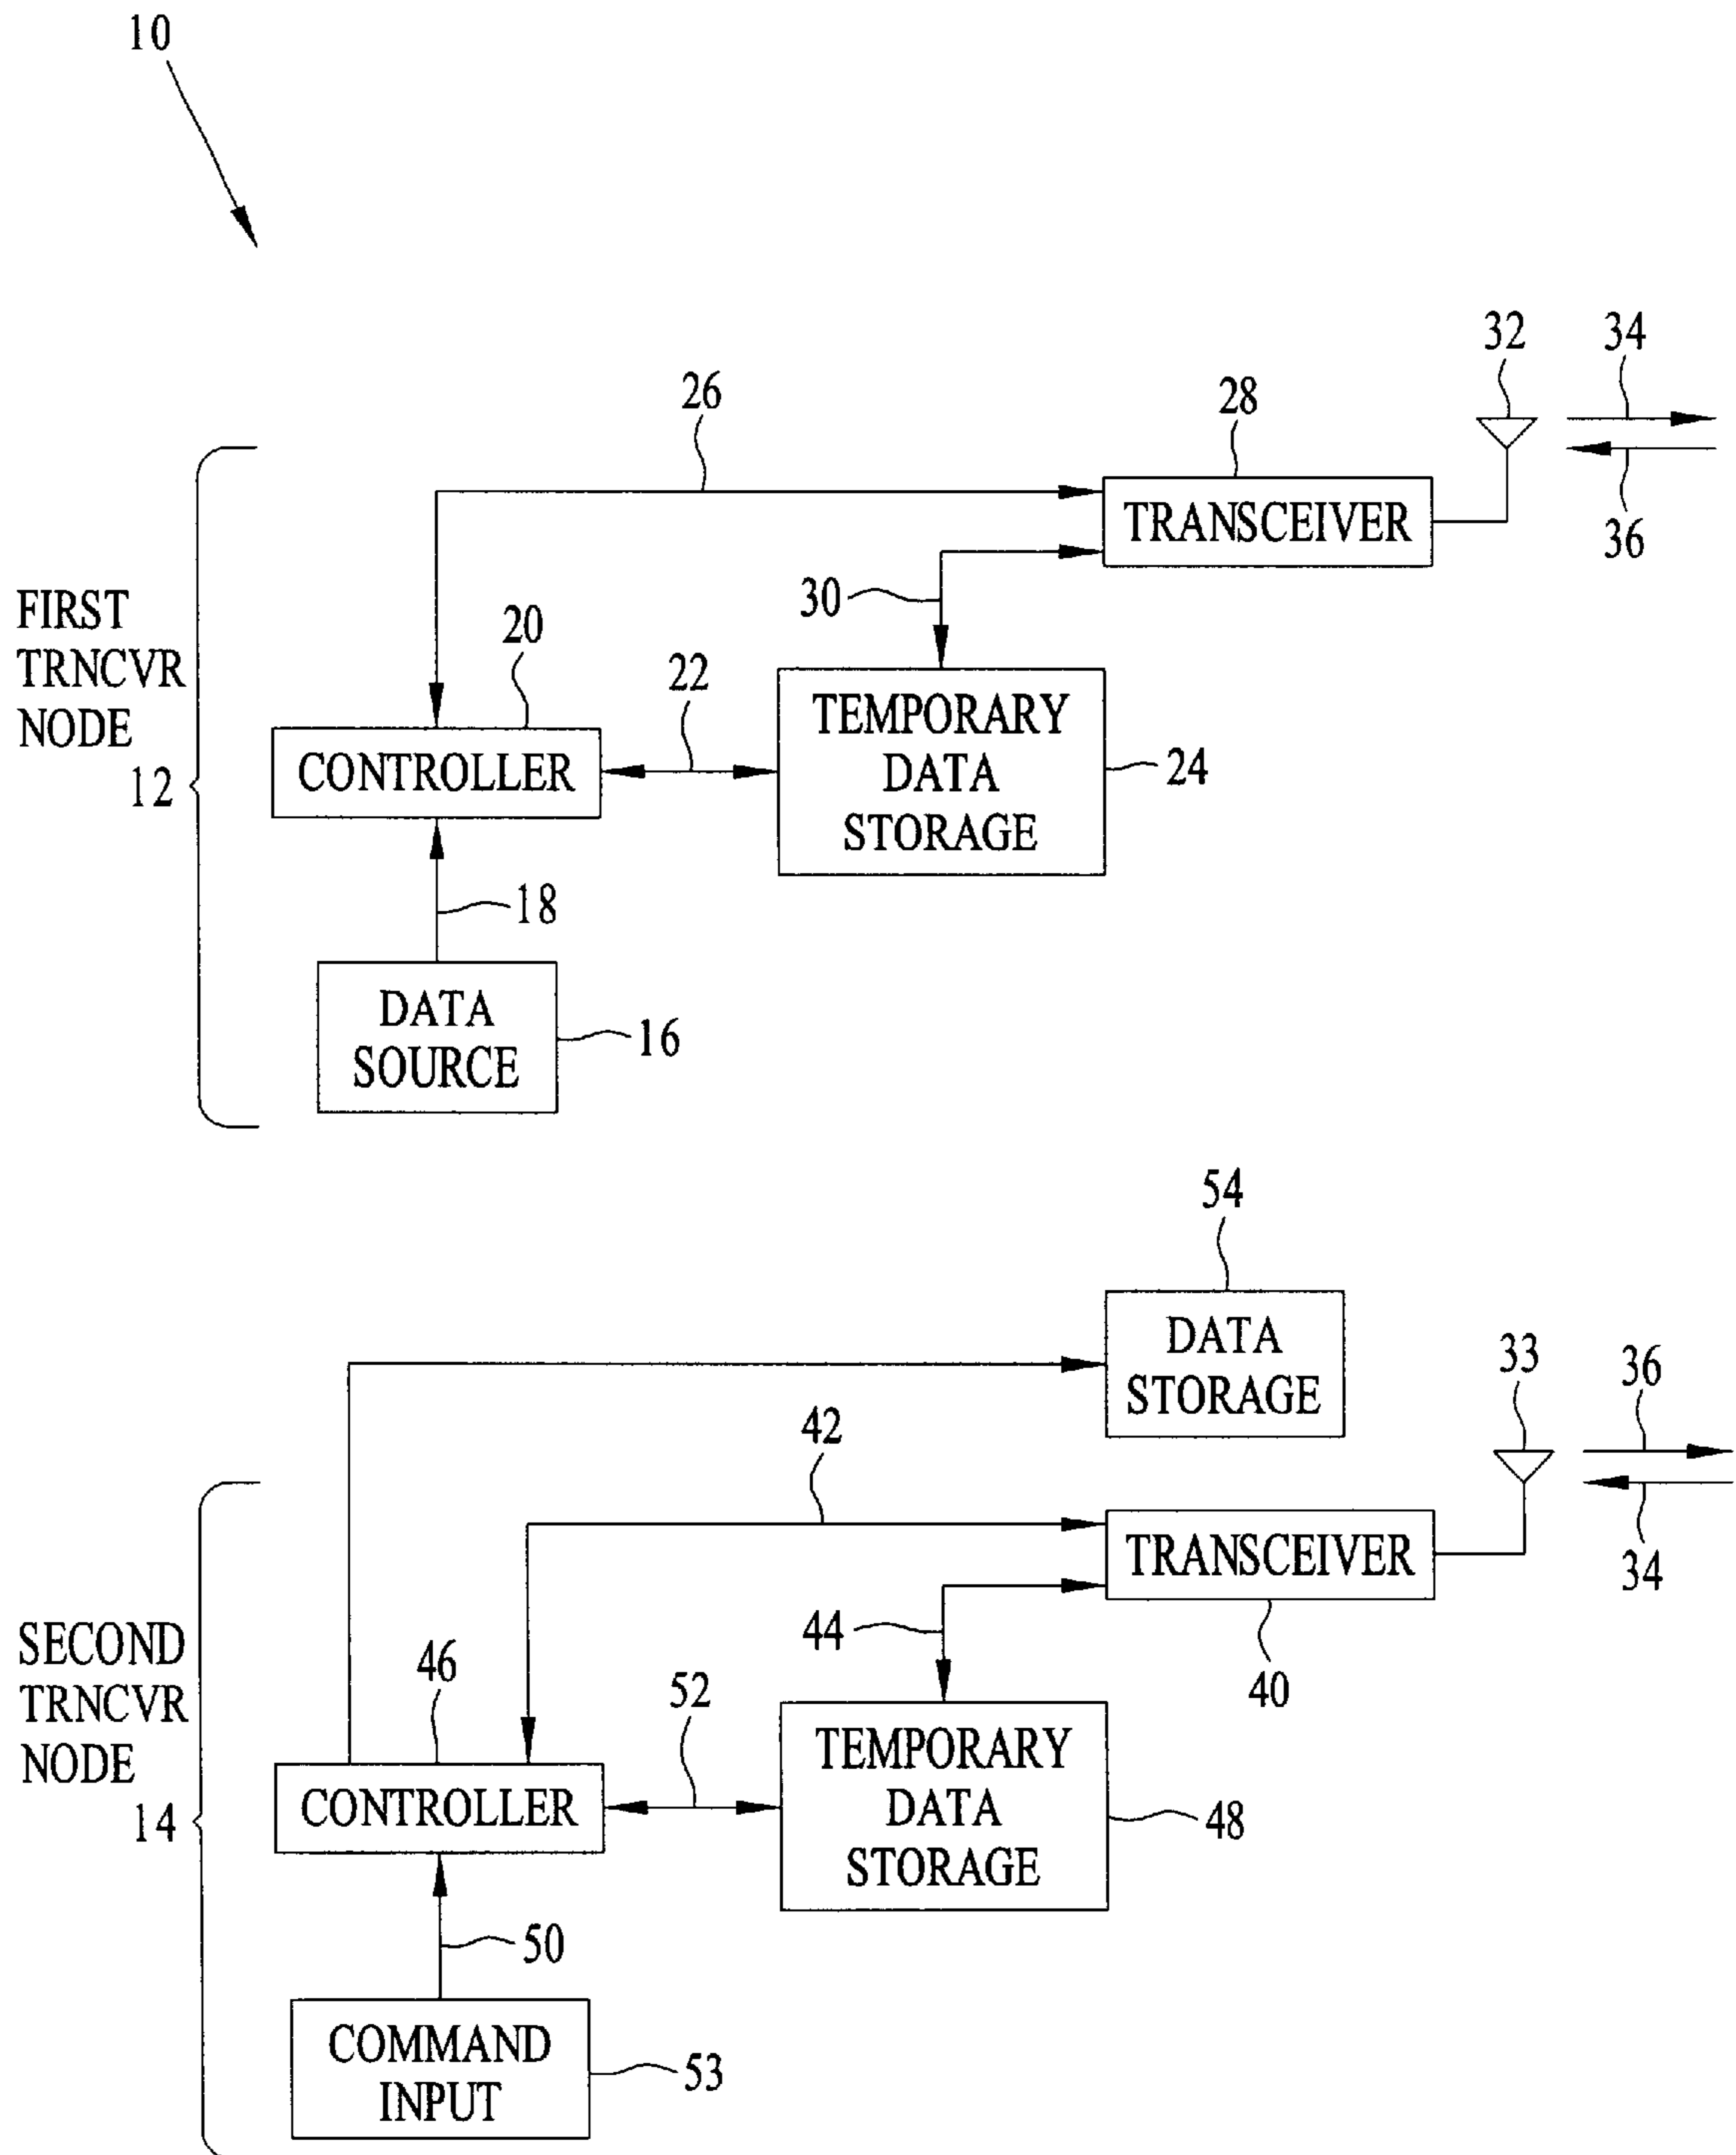 10
32
34
26
28
TRANSCEIVER
36
30
FIRST
TRNCVR
NODE
12
20
22
CONTROLLER
TEMPORARY
DATA
STORAGE
24
18
DATA
SOURCE
16
54
DATA
STORAGE
33
36
42
TRANSCEIVER
34
44
40
SECOND
TRNCVR
NODE
14
46
52
CONTROLLER
TEMPORARY
DATA
STORAGE
48
50
COMMAND
INPUT
53